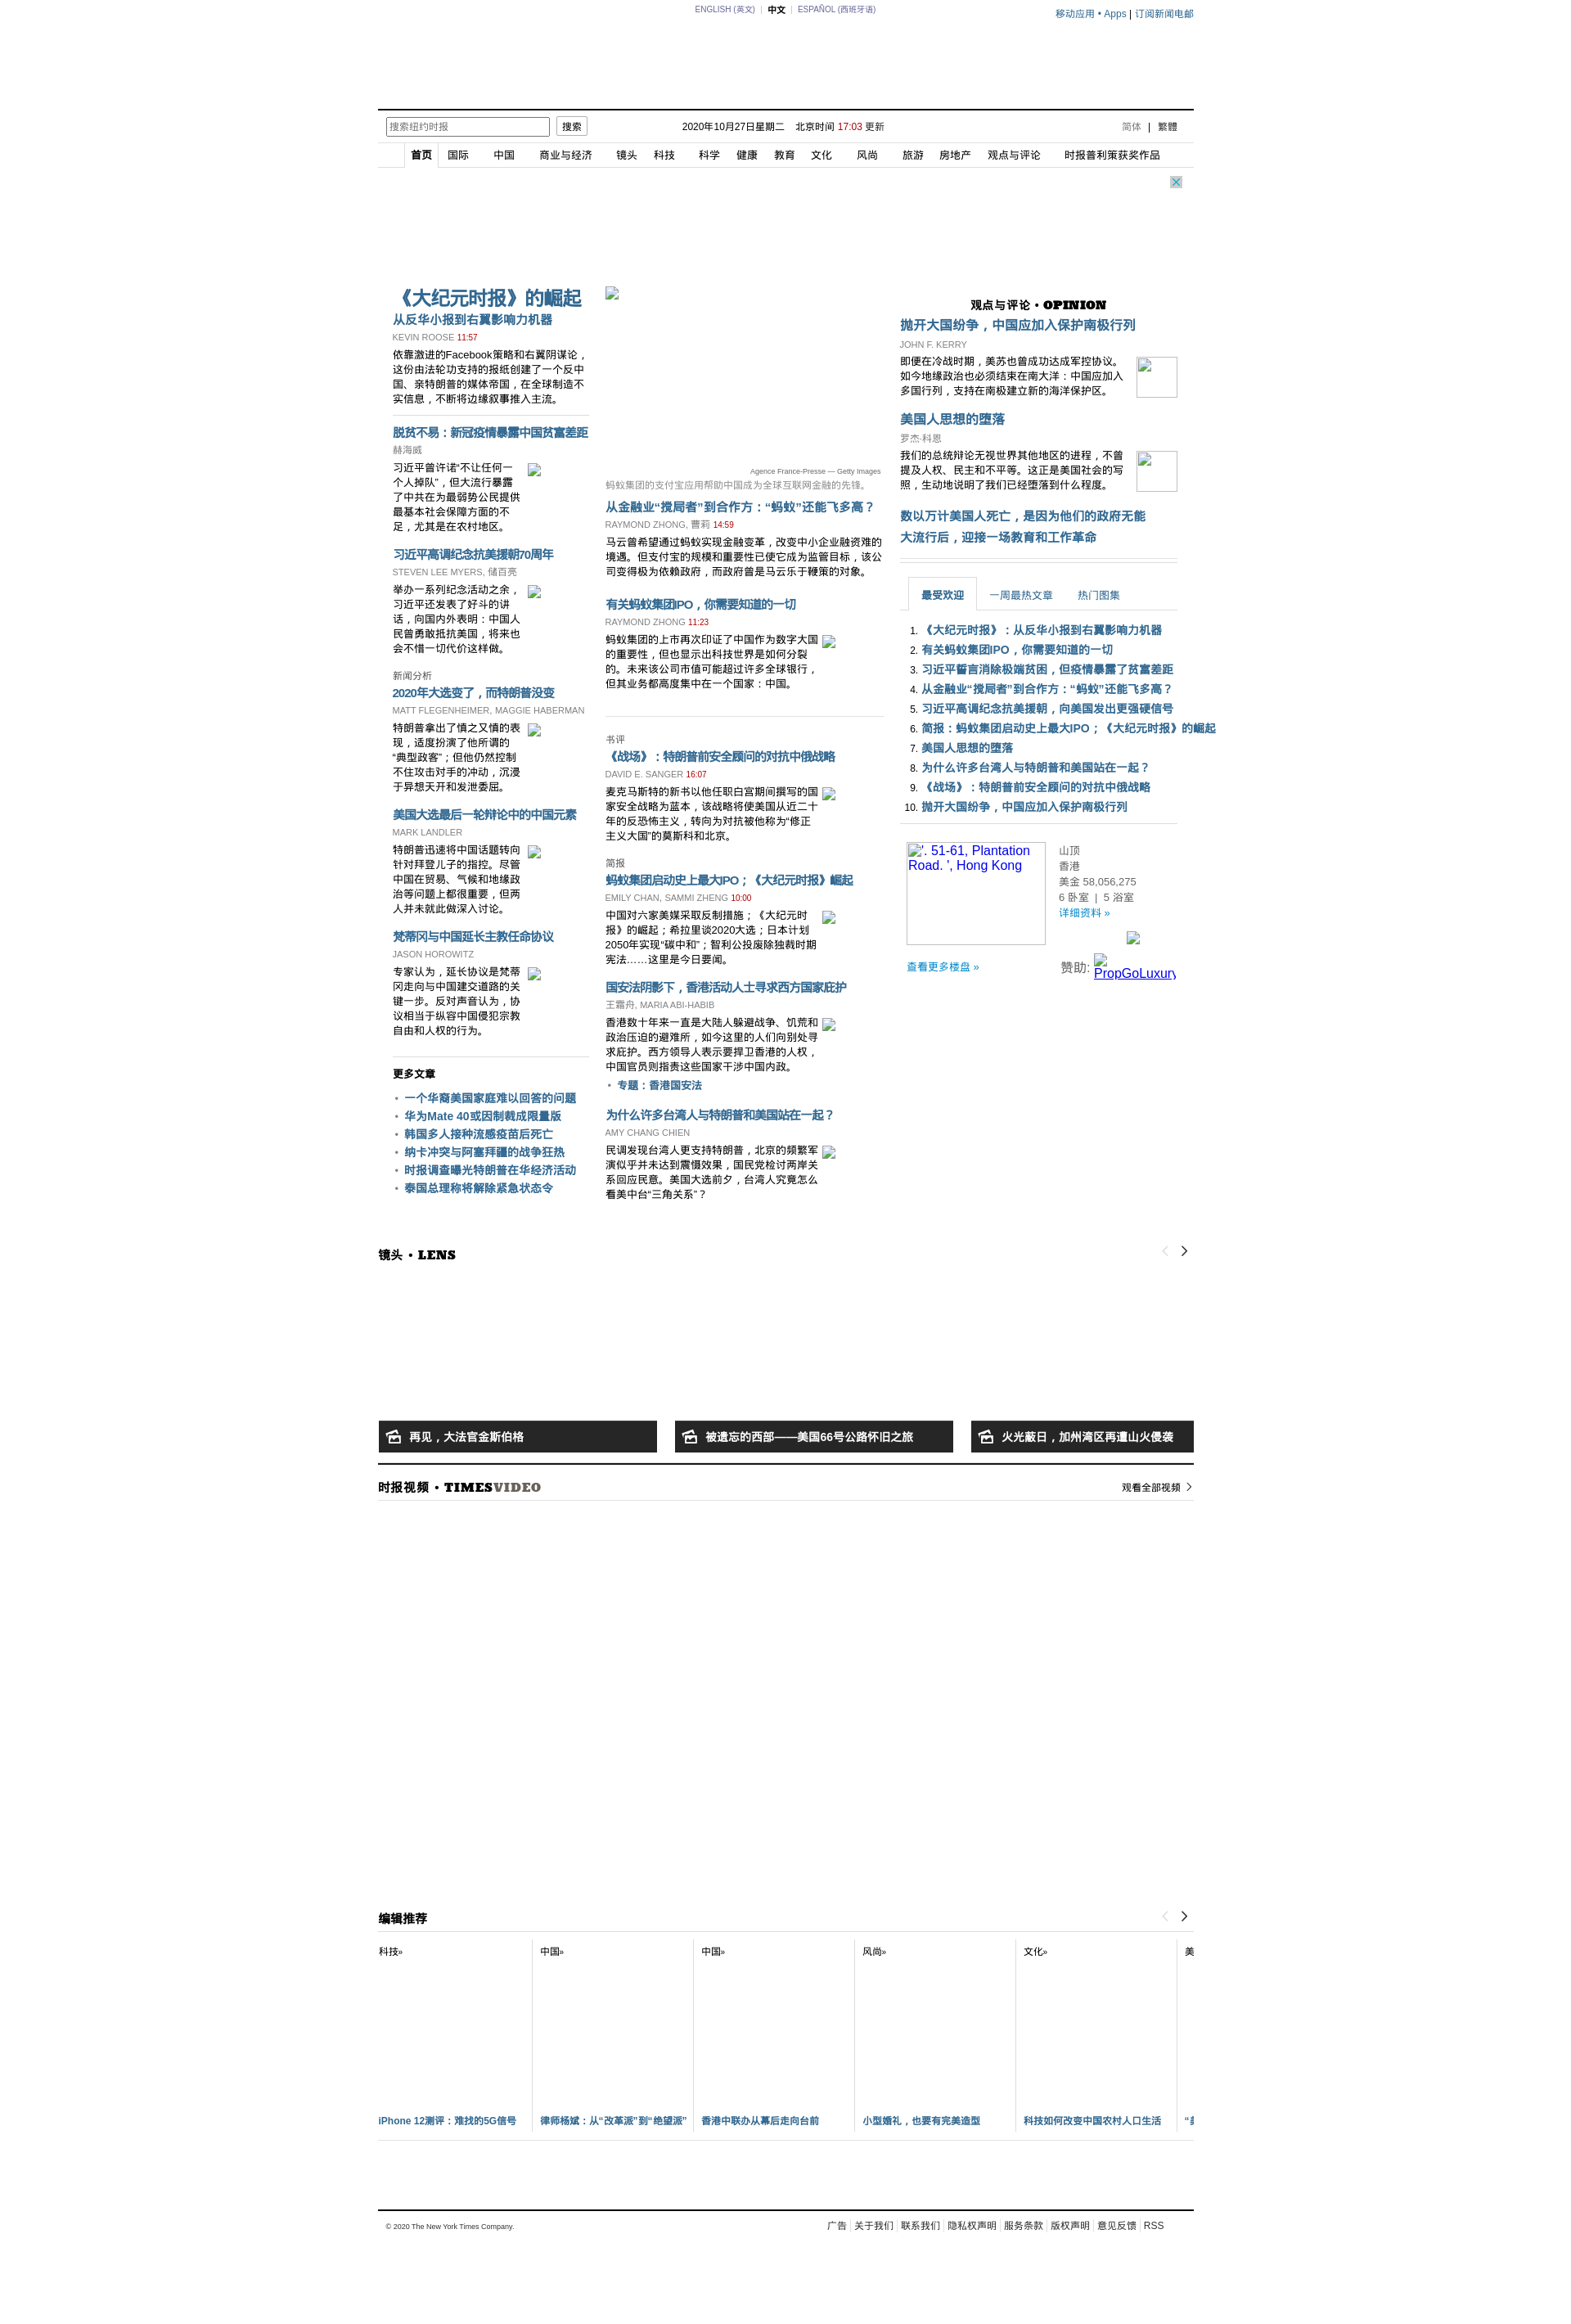 ENGLISH (英文) 中文 ESPAÑOL (西班牙语)
移动应用 • Apps | 订阅新闻电邮
搜索纽约时报 搜索
2020年10月27日星期二 北京时间 17:03 更新
简体 | 繁體
首页 国际 中国 商业与经济 镜头 科技 科学 健康 教育 文化 风尚 旅游 房地产 观点与评论 时报普利策获奖作品
《大纪元时报》的崛起
从反华小报到右翼影响力机器
KEVIN ROOSE 11:57
依靠激进的Facebook策略和右翼阴谋论，
这份由法轮功支持的报纸创建了一个反中
国、亲特朗普的媒体帝国，在全球制造不
实信息，不断将边缘叙事推入主流。
脱贫不易：新冠疫情暴露中国贫富差距
赫海威
习近平曾许诺“不让任何一
个人掉队”，但大流行暴露
了中共在为最弱势公民提供
最基本社会保障方面的不
足，尤其是在农村地区。
习近平高调纪念抗美援朝70周年
STEVEN LEE MYERS, 储百亮
举办一系列纪念活动之余，
习近平还发表了好斗的讲
话，向国内外表明：中国人
民曾勇敢抵抗美国，将来也
会不惜一切代价这样做。
新闻分析
2020年大选变了，而特朗普没变
MATT FLEGENHEIMER, MAGGIE HABERMAN
特朗普拿出了慎之又慎的表
现，适度扮演了他所谓的
“典型政客”；但他仍然控制
不住攻击对手的冲动，沉浸
于异想天开和发泄委屈。
美国大选最后一轮辩论中的中国元素
MARK LANDLER
特朗普迅速将中国话题转向
针对拜登儿子的指控。尽管
中国在贸易、气候和地缘政
治等问题上都很重要，但两
人并未就此做深入讨论。
梵蒂冈与中国延长主教任命协议
JASON HOROWITZ
专家认为，延长协议是梵蒂
冈走向与中国建交道路的关
键一步。反对声音认为，协
议相当于纵容中国侵犯宗教
自由和人权的行为。
更多文章
• 一个华裔美国家庭难以回答的问题
• 华为Mate 40或因制裁成限量版
• 韩国多人接种流感疫苗后死亡
• 纳卡冲突与阿塞拜疆的战争狂热
• 时报调查曝光特朗普在华经济活动
• 泰国总理称将解除紧急状态令
Agence France-Presse — Getty Images
蚂蚁集团的支付宝应用帮助中国成为全球互联网金融的先锋。
从金融业“搅局者”到合作方：“蚂蚁”还能飞多高？
RAYMOND ZHONG, 曹莉 14:59
马云曾希望通过蚂蚁实现金融变革，改变中小企业融资难的
境遇。但支付宝的规模和重要性已使它成为监管目标，该公
司变得极为依赖政府，而政府曾是马云乐于鞭策的对象。
有关蚂蚁集团IPO，你需要知道的一切
RAYMOND ZHONG 11:23
蚂蚁集团的上市再次印证了中国作为数字大国
的重要性，但也显示出科技世界是如何分裂
的。未来该公司市值可能超过许多全球银行，
但其业务都高度集中在一个国家：中国。
书评
《战场》：特朗普前安全顾问的对抗中俄战略
DAVID E. SANGER 16:07
麦克马斯特的新书以他任职白宫期间撰写的国
家安全战略为蓝本，该战略将使美国从近二十
年的反恐怖主义，转向为对抗被他称为“修正
主义大国”的莫斯科和北京。
简报
蚂蚁集团启动史上最大IPO；《大纪元时报》崛起
EMILY CHAN, SAMMI ZHENG 10:00
中国对六家美媒采取反制措施；《大纪元时
报》的崛起；希拉里谈2020大选；日本计划
2050年实现“碳中和”；智利公投废除独裁时期
宪法……这里是今日要闻。
国安法阴影下，香港活动人士寻求西方国家庇护
王霜舟, MARIA ABI-HABIB
香港数十年来一直是大陆人躲避战争、饥荒和
政治压迫的避难所，如今这里的人们向别处寻
求庇护。西方领导人表示要捍卫香港的人权，
中国官员则指责这些国家干涉中国内政。
• 专题：香港国安法
为什么许多台湾人与特朗普和美国站在一起？
AMY CHANG CHIEN
民调发现台湾人更支持特朗普，北京的频繁军
演似乎并未达到震慑效果，国民党检讨两岸关
系回应民意。美国大选前夕，台湾人究竟怎么
看美中台“三角关系”？
观点与评论 • OPINION
抛开大国纷争，中国应加入保护南极行列
JOHN F. KERRY
即便在冷战时期，美苏也曾成功达成军控协议。
如今地缘政治也必须结束在南大洋：中国应加入
多国行列，支持在南极建立新的海洋保护区。
美国人思想的堕落
罗杰·科恩
我们的总统辩论无视世界其他地区的进程，不曾
提及人权、民主和不平等。这正是美国社会的写
照，生动地说明了我们已经堕落到什么程度。
数以万计美国人死亡，是因为他们的政府无能
大流行后，迎接一场教育和工作革命
最受欢迎 一周最热文章 热门图集
1. 《大纪元时报》：从反华小报到右翼影响力机器
2. 有关蚂蚁集团IPO，你需要知道的一切
3. 习近平誓言消除极端贫困，但疫情暴露了贫富差距
4. 从金融业“搅局者”到合作方：“蚂蚁”还能飞多高？
5. 习近平高调纪念抗美援朝，向美国发出更强硬信号
6. 简报：蚂蚁集团启动史上最大IPO；《大纪元时报》的崛起
7. 美国人思想的堕落
8. 为什么许多台湾人与特朗普和美国站在一起？
9. 《战场》：特朗普前安全顾问的对抗中俄战略
10. 抛开大国纷争，中国应加入保护南极行列
'. 51-61, Plantation
Road. ', Hong Kong
山顶
香港
美金 58,056,275
6 卧室 | 5 浴室
详细资料 »
查看更多楼盘 »
赞助: PropGoLuxury
镜头 • LENS
再见，大法官金斯伯格
被遗忘的西部——美国66号公路怀旧之旅
火光蔽日，加州湾区再遭山火侵袭
时报视频 • TIMESVIDEO
观看全部视频
编辑推荐
科技» 中国» 中国» 风尚» 文化» 美
iPhone 12测评：难找的5G信号
律师杨斌：从“改革派”到“绝望派”
香港中联办从幕后走向台前
小型婚礼，也要有完美造型
科技如何改变中国农村人口生活
© 2020 The New York Times Company.
广告 关于我们 联系我们 隐私权声明 服务条款 版权声明 意见反馈 RSS